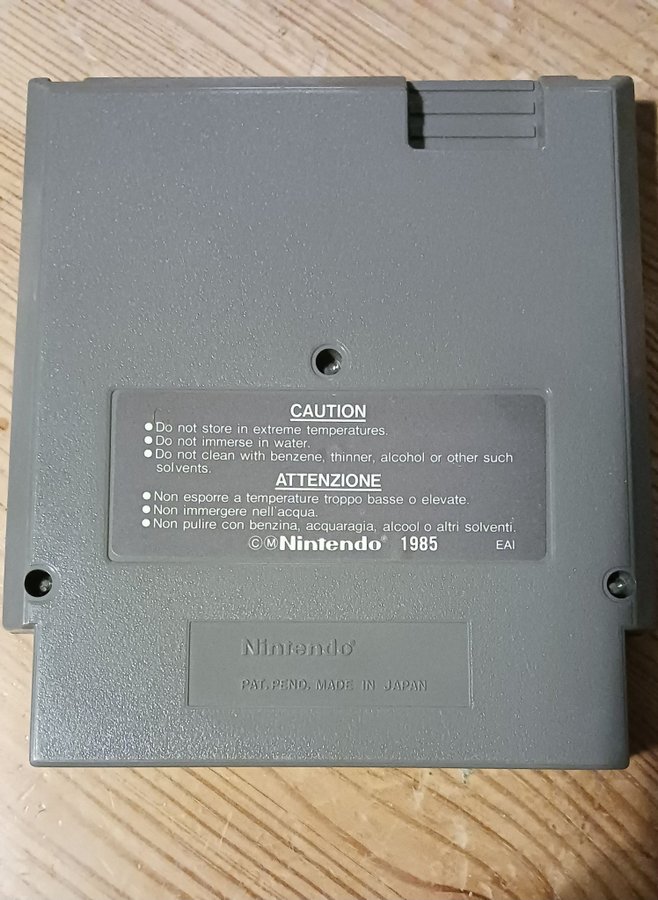 CAUTION
●Do not store in extreme temperatures.
●Do not immerse in water.
●Do not clean with benzene, thinner, alcohol or other such
solvents.
ATTENZIONE
●Non esporre a temperature troppo basse o elevate.
●Non immergere nell'acqua.
●Non pulire con benzina, acquaragia, alcool o altri solventi.
ⒸⓂNintendo® 1985 EAI
Nintendo®
PAT. PEND. MADE IN JAPAN